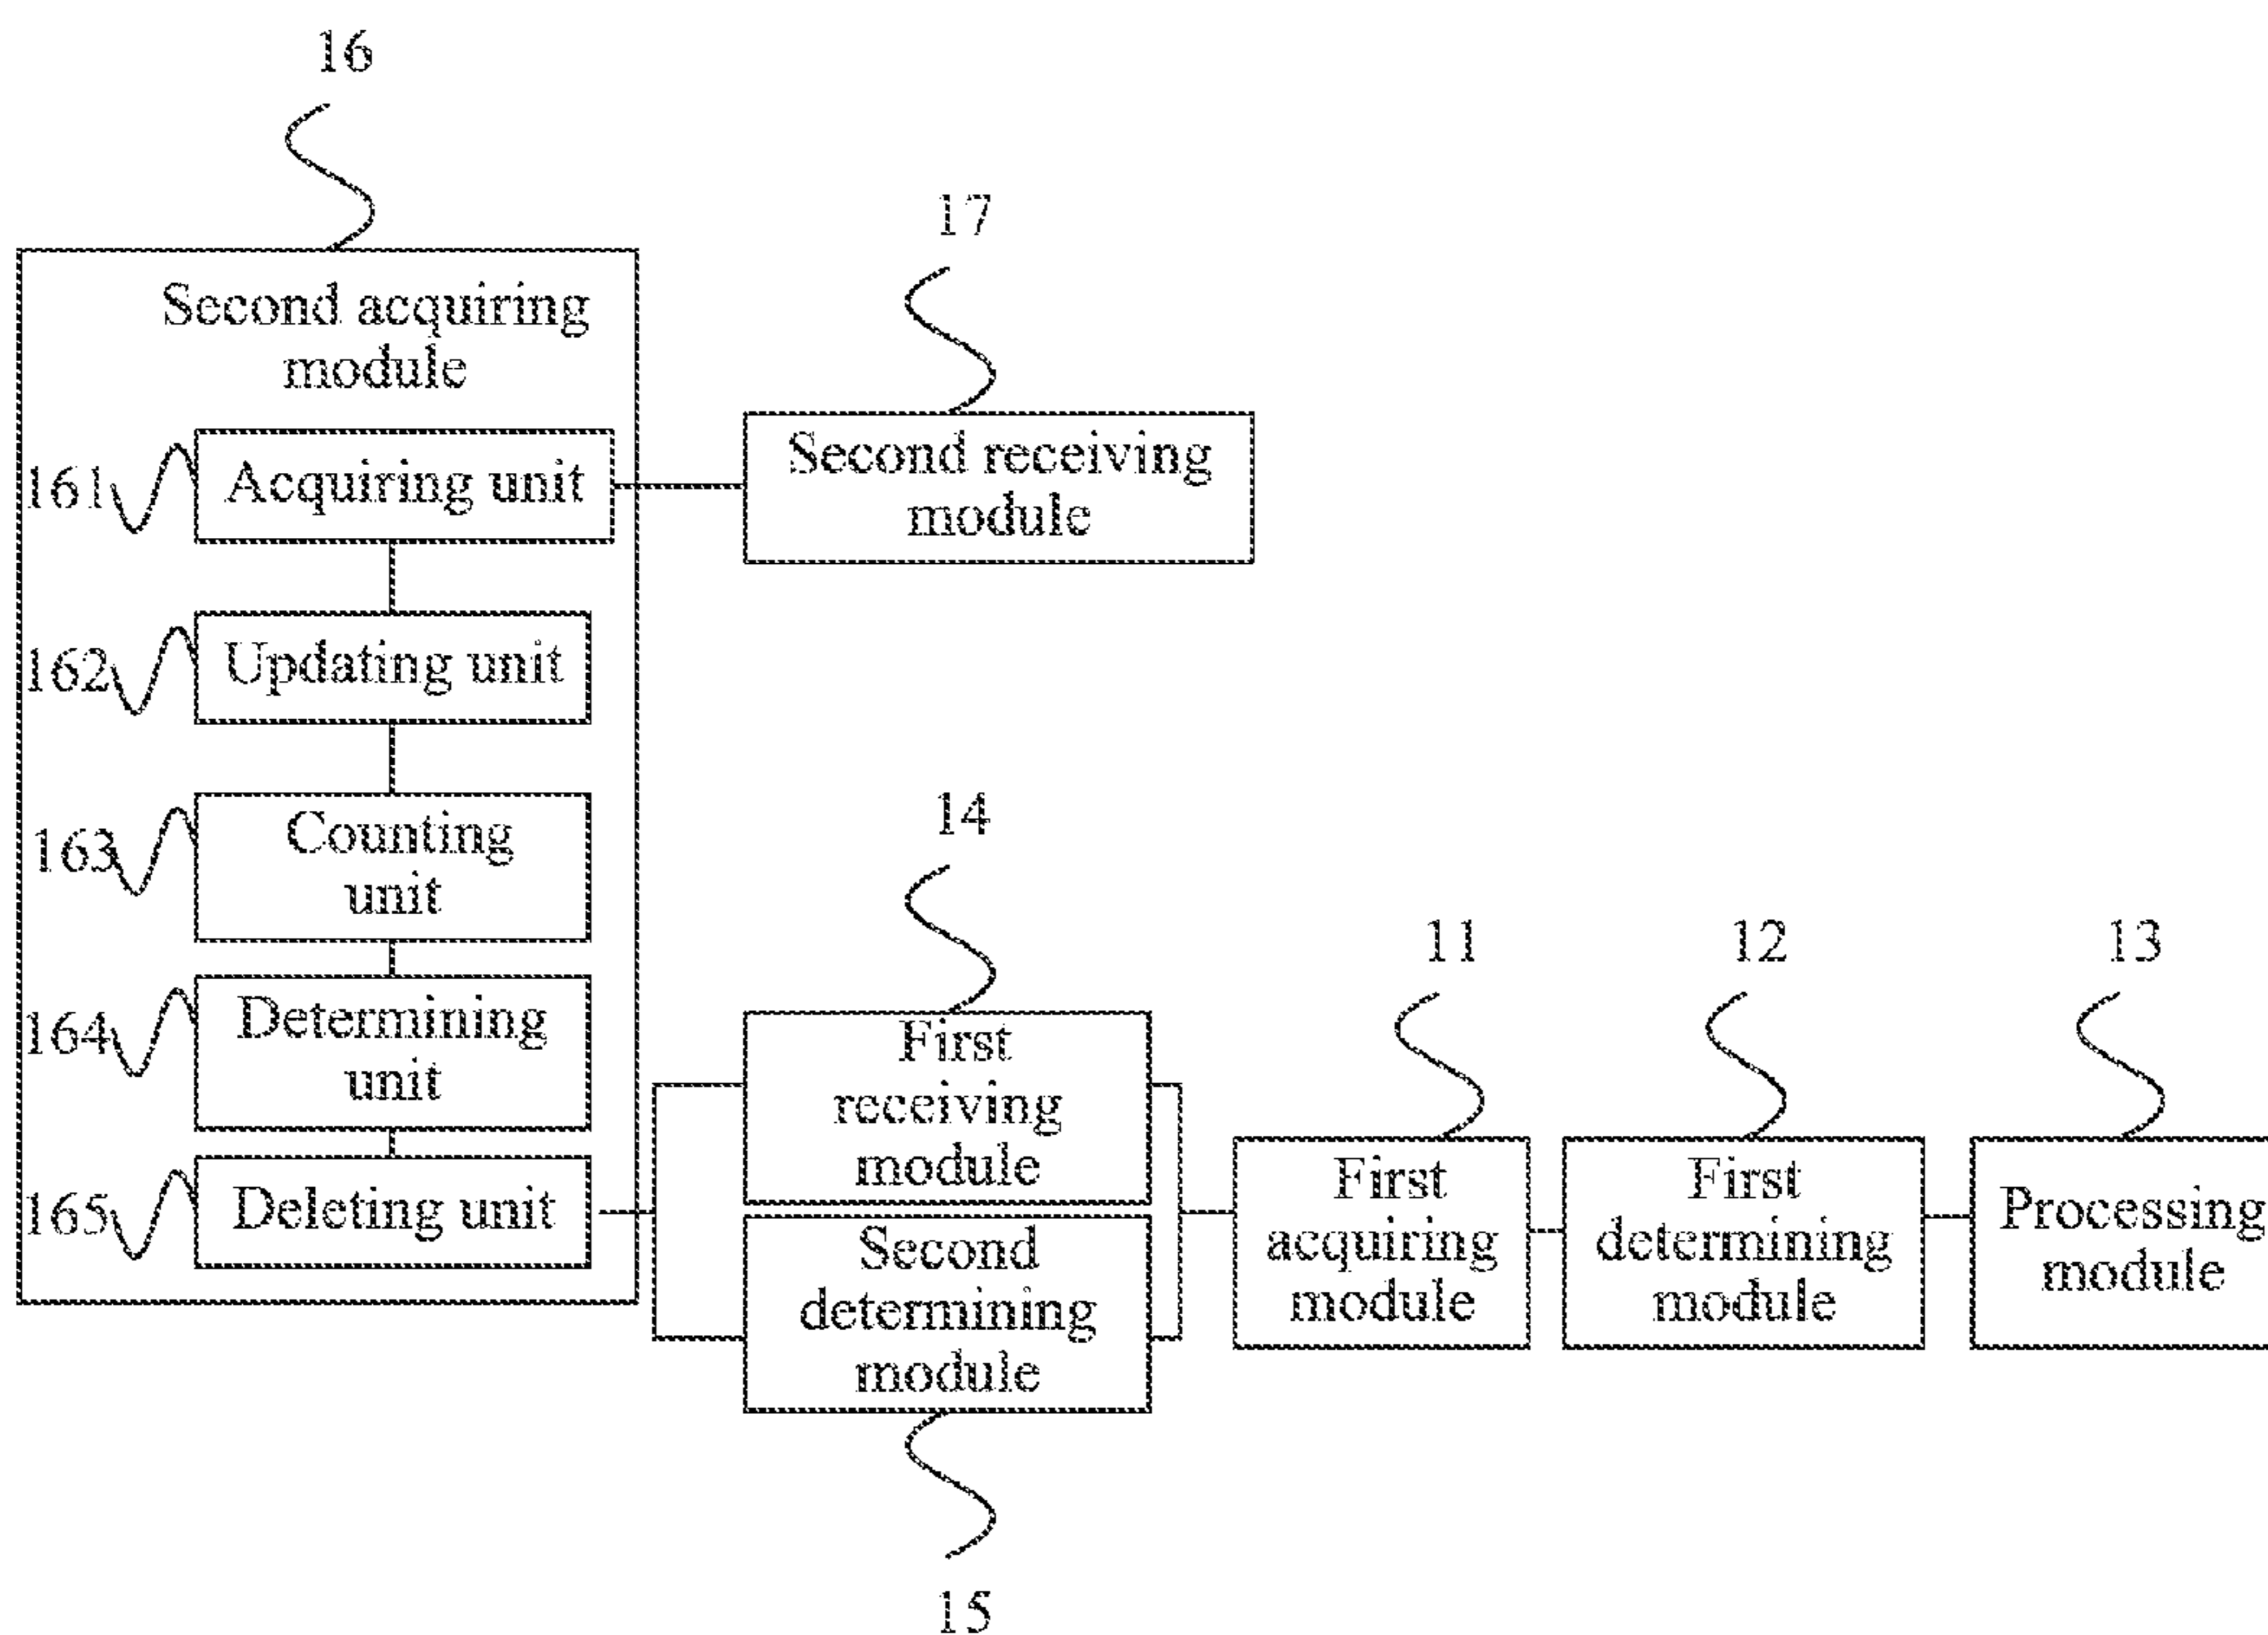 16
Second acquiring
module
161
Acquiring unit
162
Updating unit
163
Counting
unit
164
Determining
unit
165
Deleting unit
17
Second receiving
module
14
First
receiving
module
Second
determining
module
15
11
First
acquiring
module
12
First
determining
module
13
Processing
module